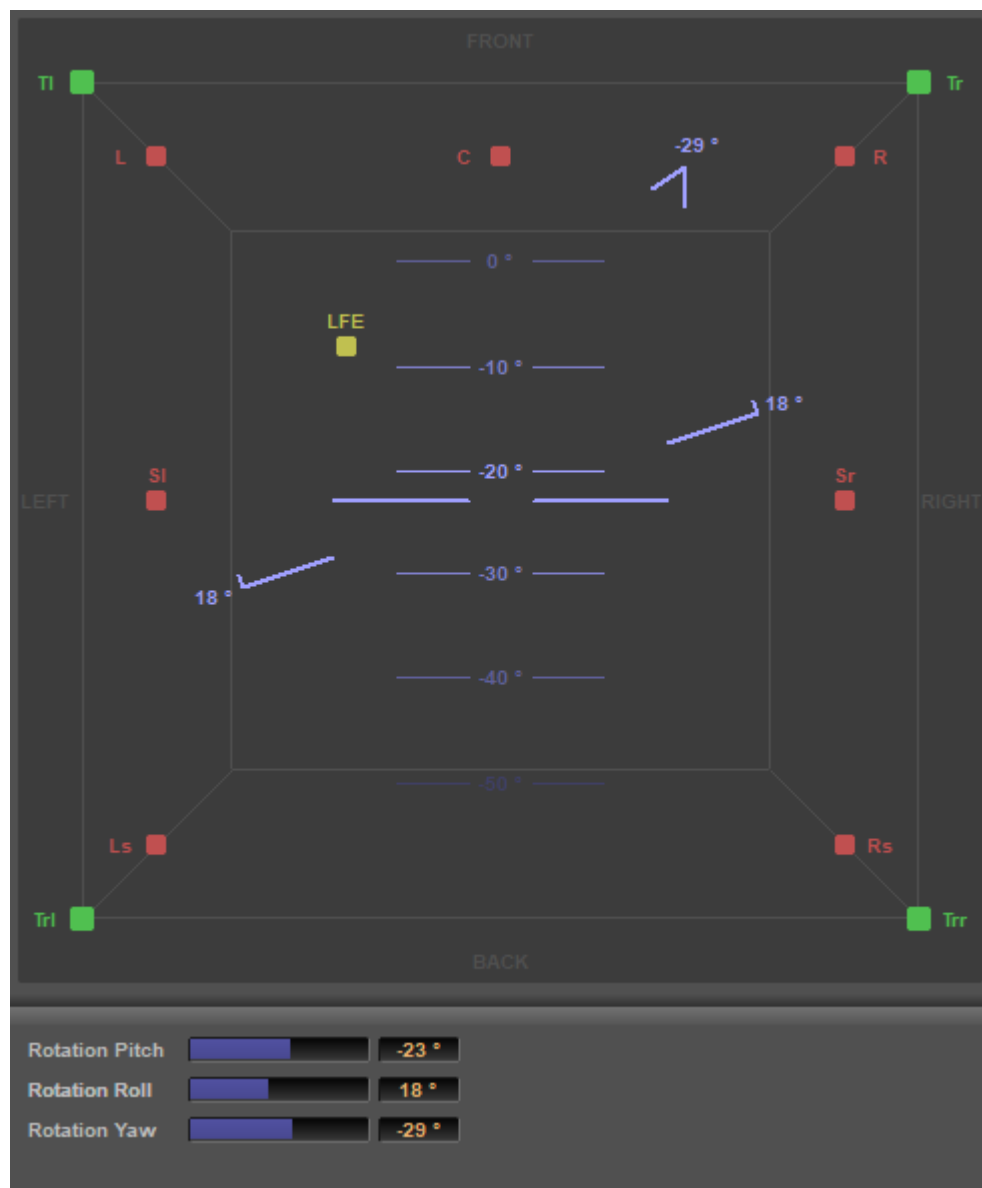 FRONT
Tl
Tr
L
C
-29 °
R
0 °
LFE
-10 °
18 °
-20 °
Sl
Sr
LEFT
RIGHT
-30 °
18 °
-40 °
-50 °
Ls
Rs
Trl
Trr
BACK
Rotation Pitch -23 °
Rotation Roll 18 °
Rotation Yaw -29 °